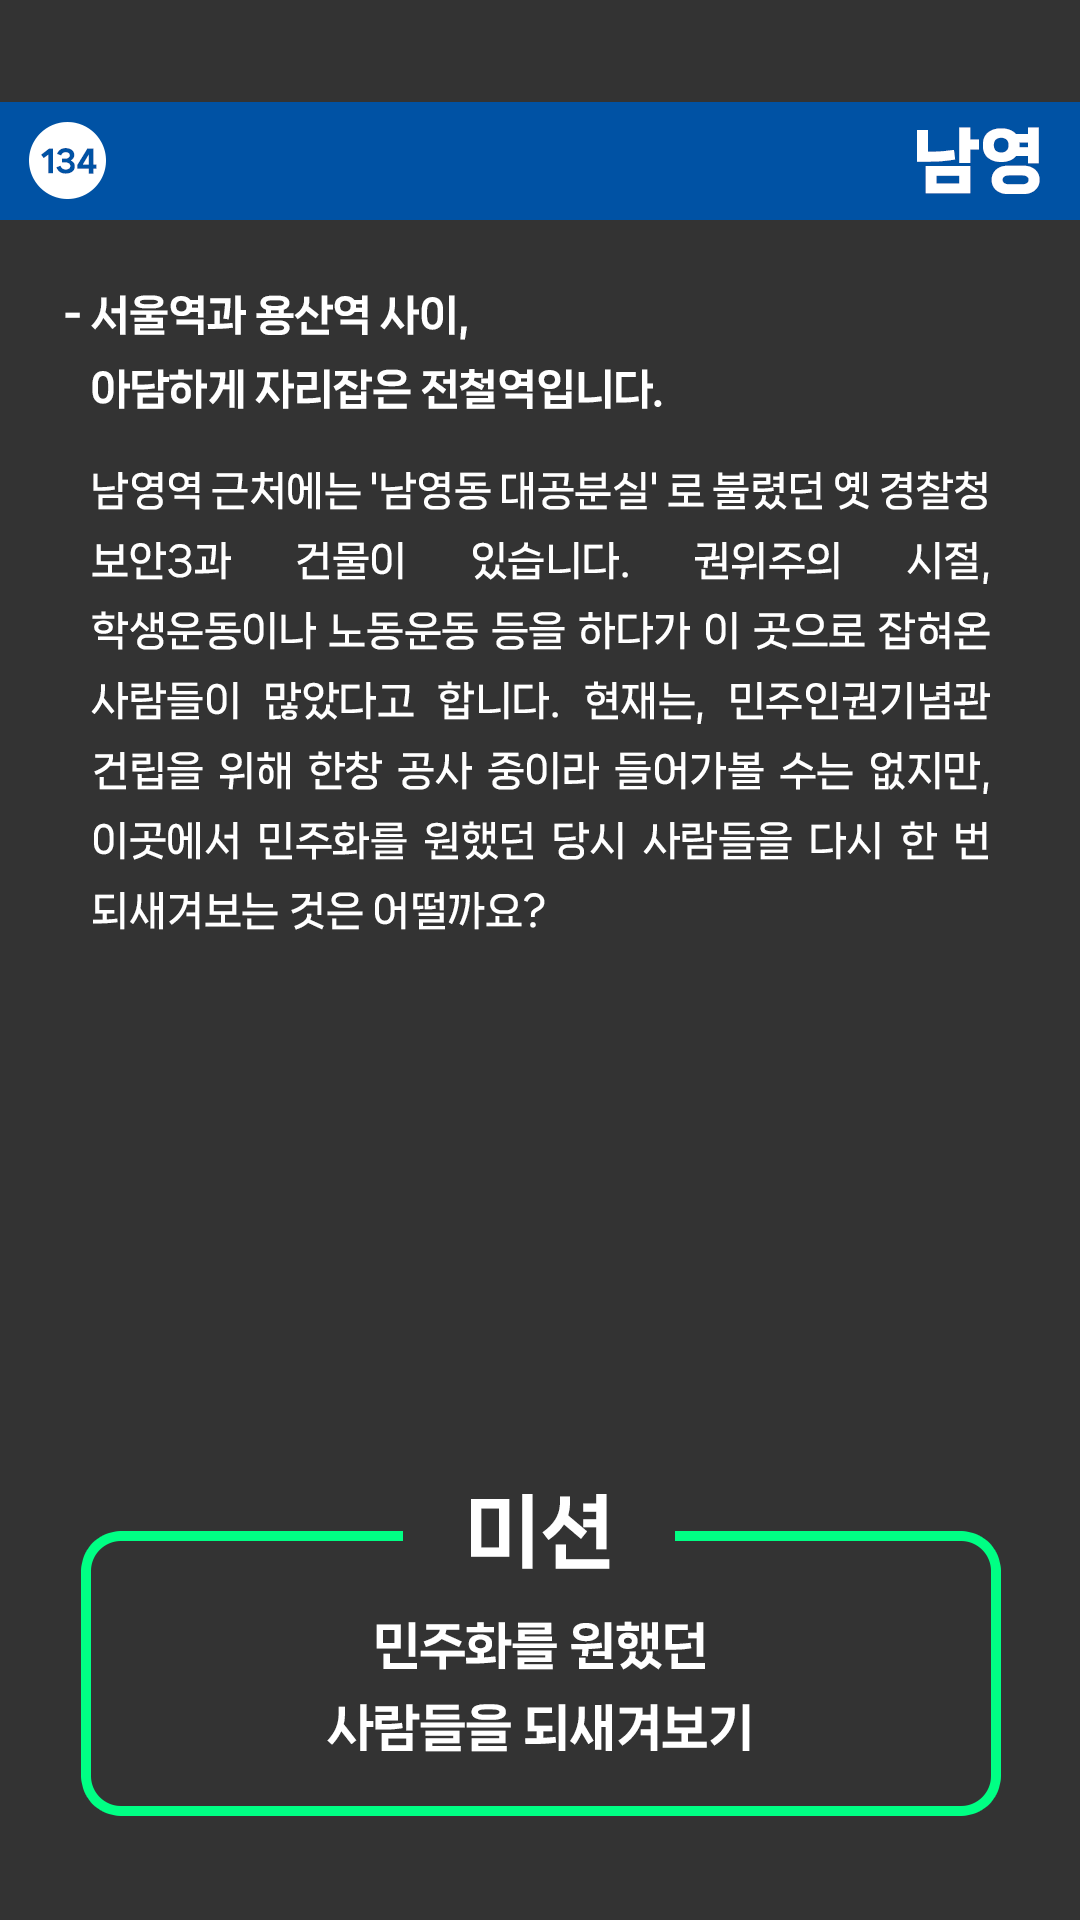 134
남영
- 서울역과 용산역 사이,
아담하게 자리잡은 전철역입니다.
남영역 근처에는 '남영동 대공분실' 로 불렸던 옛 경찰청
보안3과 건물이 있습니다. 권위주의 시절,
학생운동이나 노동운동 등을 하다가 이 곳으로 잡혀온
사람들이 많았다고 합니다. 현재는, 민주인권기념관
건립을 위해 한창 공사 중이라 들어가볼 수는 없지만,
이곳에서 민주화를 원했던 당시 사람들을 다시 한 번
되새겨보는 것은 어떨까요?
미션
민주화를 원했던
사람들을 되새겨보기